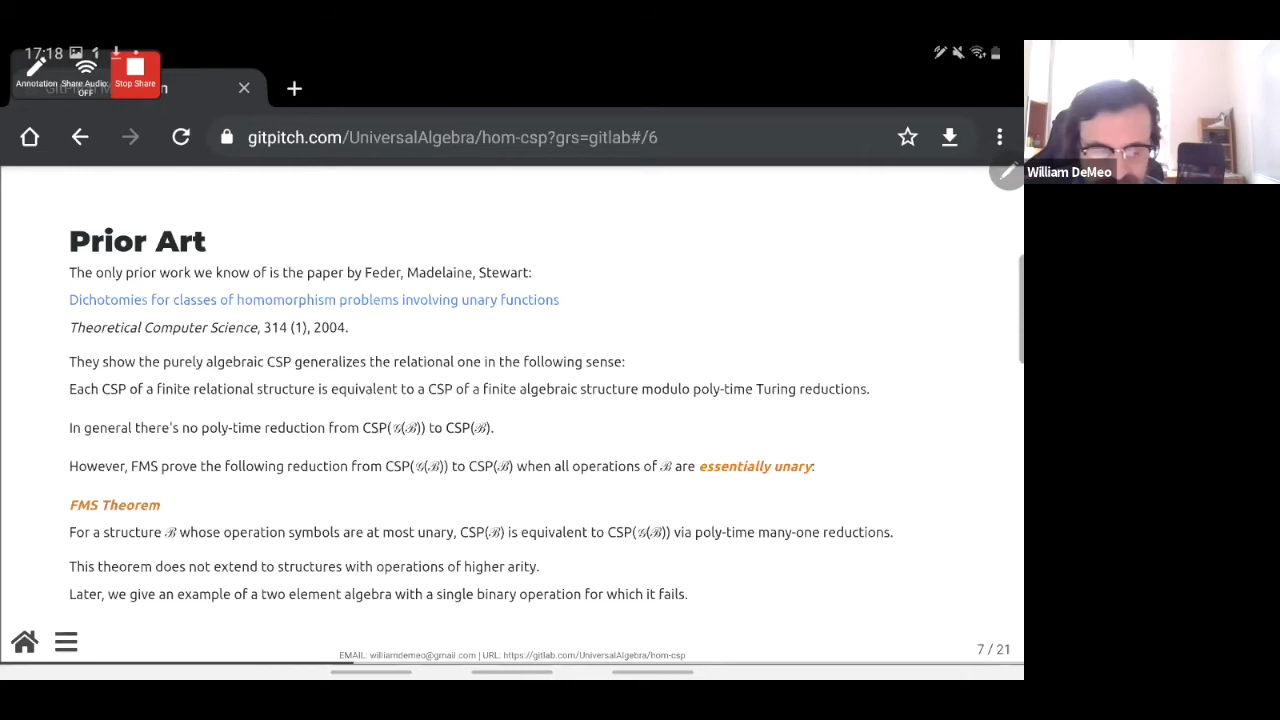 17:18
Annotation Share Audio: OFF Stop Share
gitpitch.com/UniversalAlgebra/hom-csp?grs=gitlab#/6
William DeMeo
Prior Art
The only prior work we know of is the paper by Feder, Madelaine, Stewart:
Dichotomies for classes of homomorphism problems involving unary functions
Theoretical Computer Science, 314 (1), 2004.
They show the purely algebraic CSP generalizes the relational one in the following sense:
Each CSP of a finite relational structure is equivalent to a CSP of a finite algebraic structure modulo poly-time Turing reductions.
In general there's no poly-time reduction from CSP(𝒢(ℬ)) to CSP(ℬ).
However, FMS prove the following reduction from CSP(𝒢(ℬ)) to CSP(ℬ) when all operations of ℬ are essentially unary:
FMS Theorem
For a structure ℬ whose operation symbols are at most unary, CSP(ℬ) is equivalent to CSP(𝒢(ℬ)) via poly-time many-one reductions.
This theorem does not extend to structures with operations of higher arity.
Later, we give an example of a two element algebra with a single binary operation for which it fails.
EMAIL: williamdemeo@gmail.com | URL: https://gitlab.com/UniversalAlgebra/hom-csp
7 / 21